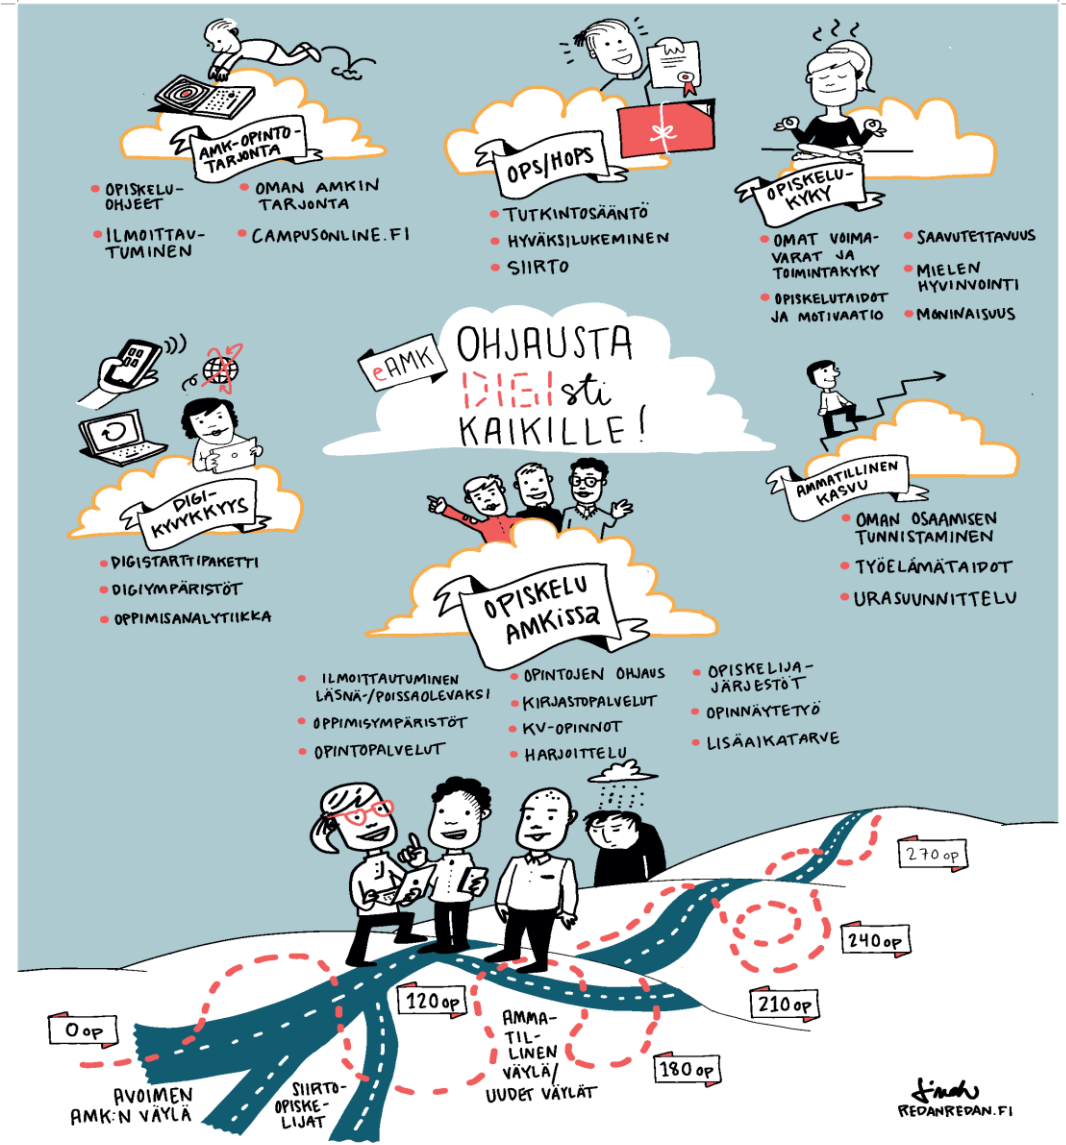 AMK-OPINTO-
TARJONTA
OPISKELU-
OHJEET
ILMOITTAU-
TUMINEN
OMAN AMKIN
TARJONTA
CAMPUSONLINE.FI
OPS/HOPS
TUTKINTOSÄÄNTÖ
HYVÄKSILUKEMINEN
SIIRTO
OPISKELU-
KYKY
OMAT VOIMA-
VARAT JA
TOIMINTAKYKY
OPISKELUTAIDOT
JA MOTIVAATIO
SAAVUTETTAVUUS
MIELEN
HYVINVOINTI
MONINAISUUS
eAMK
OHJAUSTA
DIGIsti
KAIKILLE!
DIGI-
KYVYKKYYS
DIGISTARTTIPAKETTI
DIGIYMPÄRISTÖT
OPPIMISANALYTIIKKA
AMMATILLINEN
KASVU
OMAN OSAAMISEN
TUNNISTAMINEN
TYÖELÄMÄTAIDOT
URASUUNNITTELU
OPISKELU
AMKissa
ILMOITTAUTUMINEN
LÄSNÄ-/POISSAOLEVAKSI
OPPIMISYMPÄRISTÖT
OPINTOPALVELUT
OPINTOJEN OHJAUS
KIRJASTOPALVELUT
KV-OPINNOT
HARJOITTELU
OPISKELIJA-
JÄRJESTÖT
OPINNÄYTETYÖ
LISÄAIKATARVE
270 op
240 op
210 op
180 op
120 op
0 op
AVOIMEN
AMK:N VÄYLÄ
SIIRTO-
OPISKE-
LIJAT
AMMA-
TIL-
LINEN
VÄYLÄ/
UUDET VÄYLÄT
REDANREDAN.FI